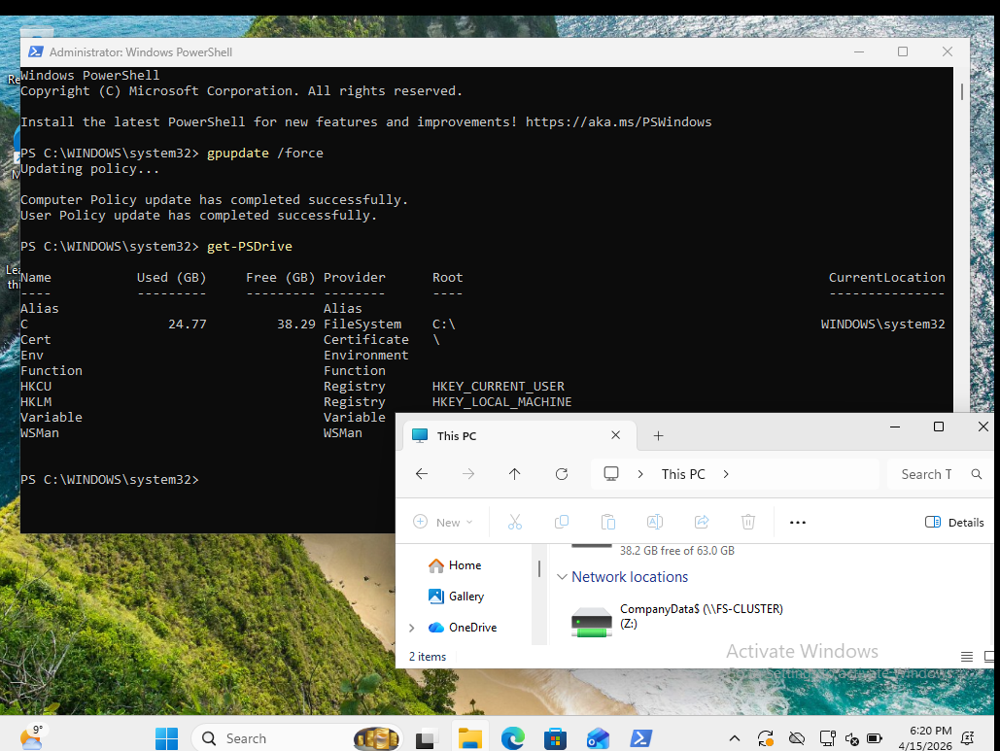 Administrator: Windows PowerShell
Windows PowerShell
Copyright (C) Microsoft Corporation. All rights reserved.
Install the latest PowerShell for new features and improvements! https://aka.ms/PSWindows
PS C:\WINDOWS\system32> gpupdate /force
Updating policy...
Computer Policy update has completed successfully.
User Policy update has completed successfully.
PS C:\WINDOWS\system32> get-PSDrive
Name Used (GB) Free (GB) Provider Root CurrentLocation
---- --------- --------- -------- ---- ---------------
Alias Alias
C 24.77 38.29 FileSystem C:\ WINDOWS\system32
Cert Certificate \
Env Environment
Function Function
HKCU Registry HKEY_CURRENT_USER
HKLM Registry HKEY_LOCAL_MACHINE
Variable Variable
WSMan WSMan
PS C:\WINDOWS\system32>
This PC
This PC
Search T
New
Details
Home
Gallery
OneDrive
38.2 GB free of 63.0 GB
Network locations
CompanyData$ (\\FS-CLUSTER)
(Z:)
2 items
Activate Windows
9°
Search
6:20 PM
4/15/2026